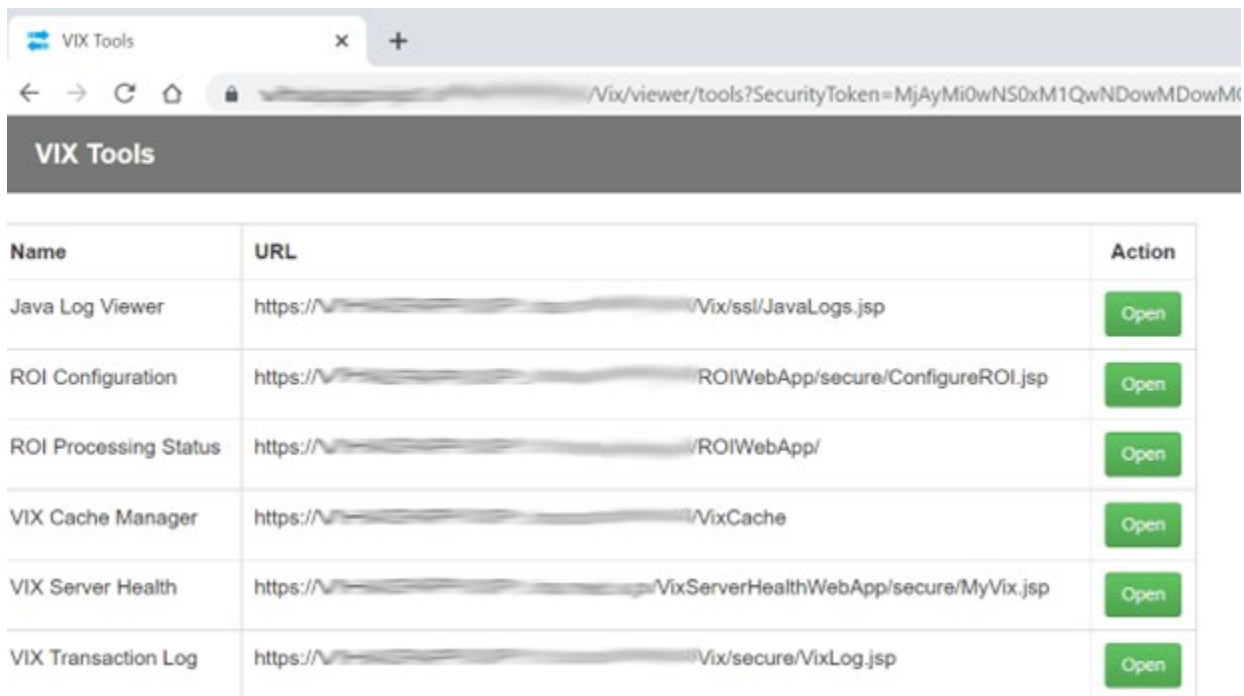 VIX Tools
/Vix/viewer/tools?SecurityToken=MjAyMi0wNS0xM1QwNDowMDowM
VIX Tools
Name URL Action
Java Log Viewer https:// /Vix/ssl/JavaLogs.jsp Open
ROI Configuration https:// ROIWebApp/secure/ConfigureROI.jsp Open
ROI Processing Status https:// /ROIWebApp/ Open
VIX Cache Manager https:// /VixCache Open
VIX Server Health https:// /VixServerHealthWebApp/secure/MyVix.jsp Open
VIX Transaction Log https:// Vix/secure/VixLog.jsp Open